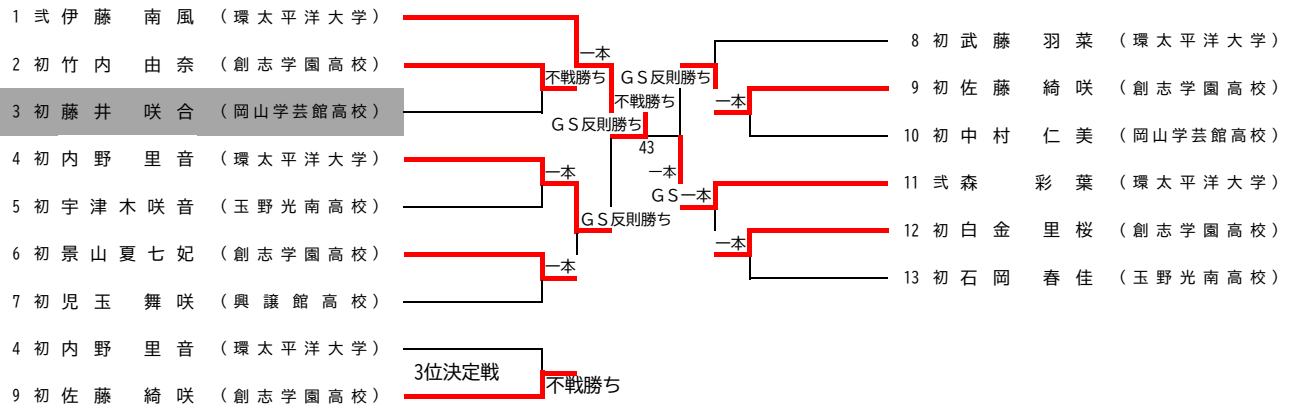 1 弐 伊藤 南風 （環太平洋大学）
2 初 竹内 由奈 （創志学園高校）
3 初 藤井 咲合 （岡山学芸館高校）
4 初 内野 里音 （環太平洋大学）
5 初 宇津木咲音 （玉野光南高校）
6 初 景山夏七妃 （創志学園高校）
7 初 児玉 舞咲 （興譲館高校）
4 初 内野 里音 （環太平洋大学）
9 初 佐藤 綺咲 （創志学園高校）
一本
不戦勝ち
一本
GS反則勝ち
一本
3位決定戦
不戦勝ち
GS反則勝ち
不戦勝ち
GS反則勝ち
43
一本
GS一本
一本
一本
8 初 武藤 羽菜 （環太平洋大学）
9 初 佐藤 綺咲 （創志学園高校）
10 初 中村 仁美 （岡山学芸館高校）
11 弐 森 彩葉 （環太平洋大学）
12 初 白金 里桜 （創志学園高校）
13 初 石岡 春佳 （玉野光南高校）